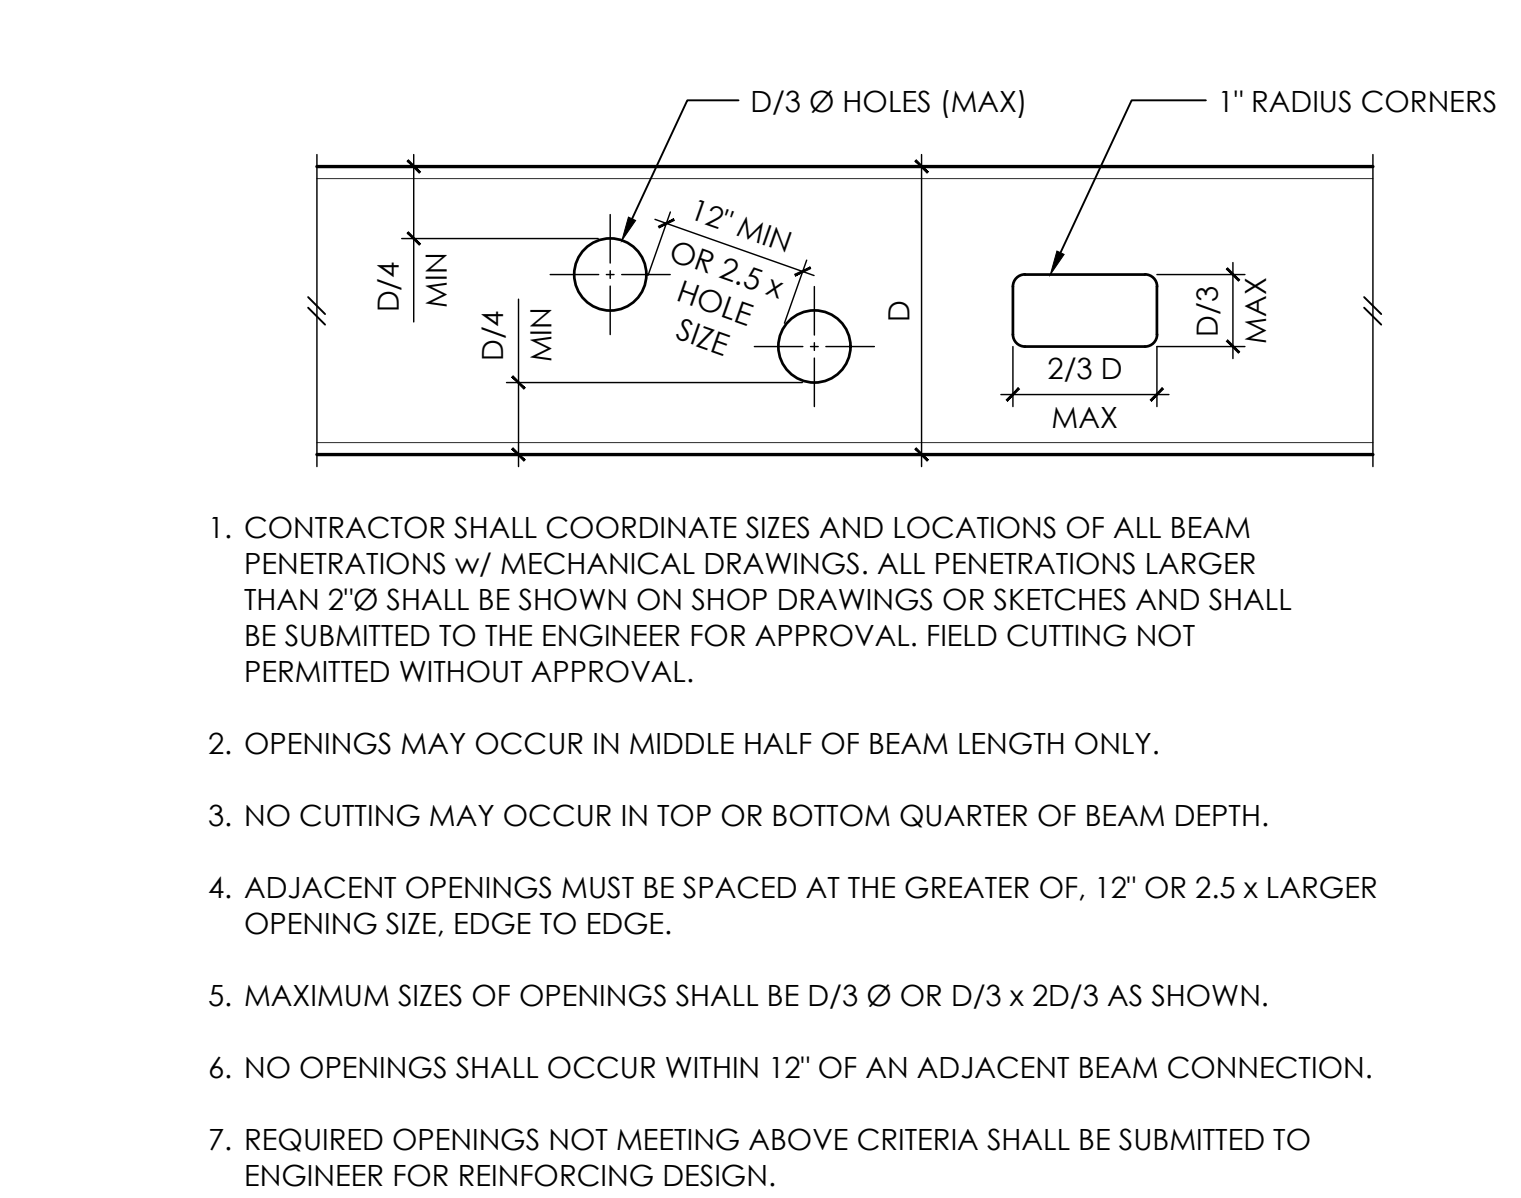 D/3 Ø HOLES (MAX)
1" RADIUS CORNERS
D/4
MIN
D/4
MIN
12" MIN
OR 2.5 x
HOLE
SIZE
D
D/3
MAX
2/3 D
MAX
1. CONTRACTOR SHALL COORDINATE SIZES AND LOCATIONS OF ALL BEAM
PENETRATIONS w/ MECHANICAL DRAWINGS. ALL PENETRATIONS LARGER
THAN 2"Ø SHALL BE SHOWN ON SHOP DRAWINGS OR SKETCHES AND SHALL
BE SUBMITTED TO THE ENGINEER FOR APPROVAL. FIELD CUTTING NOT
PERMITTED WITHOUT APPROVAL.
2. OPENINGS MAY OCCUR IN MIDDLE HALF OF BEAM LENGTH ONLY.
3. NO CUTTING MAY OCCUR IN TOP OR BOTTOM QUARTER OF BEAM DEPTH.
4. ADJACENT OPENINGS MUST BE SPACED AT THE GREATER OF, 12" OR 2.5 x LARGER
OPENING SIZE, EDGE TO EDGE.
5. MAXIMUM SIZES OF OPENINGS SHALL BE D/3 Ø OR D/3 x 2D/3 AS SHOWN.
6. NO OPENINGS SHALL OCCUR WITHIN 12" OF AN ADJACENT BEAM CONNECTION.
7. REQUIRED OPENINGS NOT MEETING ABOVE CRITERIA SHALL BE SUBMITTED TO
ENGINEER FOR REINFORCING DESIGN.